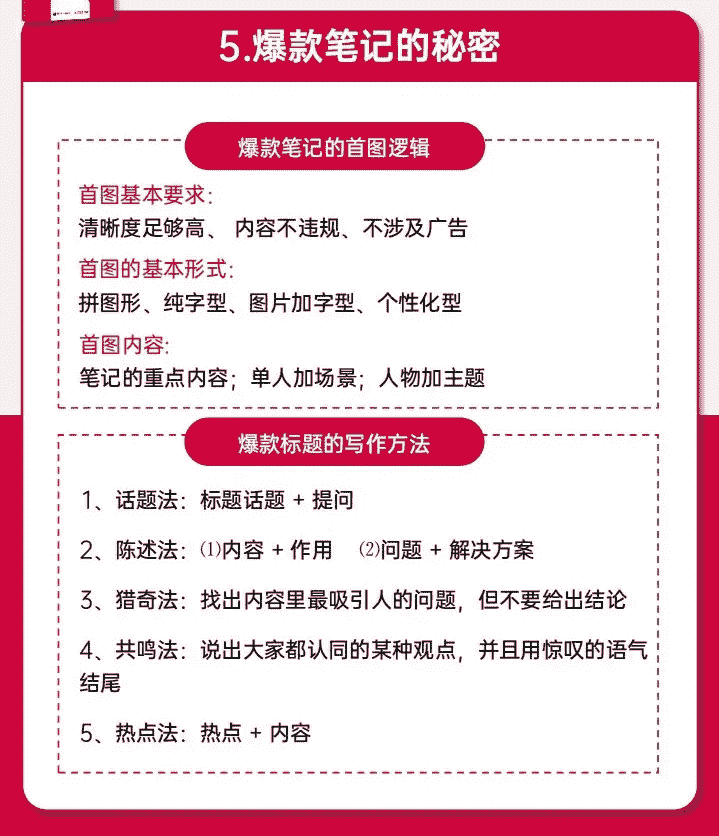 5.爆款笔记的秘密
爆款笔记的首图逻辑
首图基本要求:
清晰度足够高、 内容不违规、不涉及广告
首图的基本形式:
拼图形、纯字型、图片加字型、个性化型
首图内容:
笔记的重点内容；单人加场景；人物加主题
爆款标题的写作方法
1、话题法：标题话题 + 提问
2、陈述法：⑴内容 + 作用 ⑵问题 + 解决方案
3、猎奇法：找出内容里最吸引人的问题，但不要给出结论
4、共鸣法：说出大家都认同的某种观点，并且用惊叹的语气
结尾
5、热点法：热点 + 内容